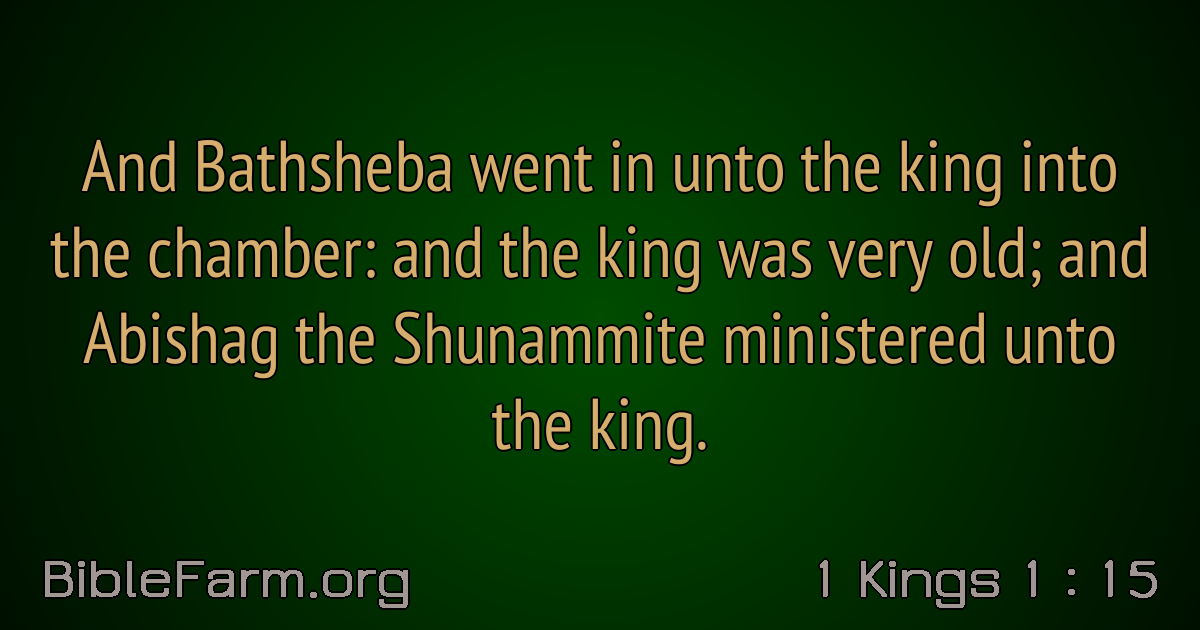 And Bathsheba went in unto the king into
the chamber: and the king was very old; and
Abishag the Shunammite ministered unto
the king.
BibleFarm.org
1 Kings 1 : 15